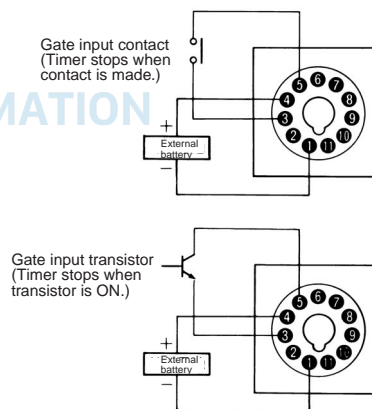 Gate input contact
(Timer stops when
contact is made.)
MATION
+
External
battery
−
5 6 7
4 8
3 9
2 10
1 11
Gate input transistor
(Timer stops when
transistor is ON.)
+
External
battery
−
5 6 7
4 8
3 9
2 10
1 11